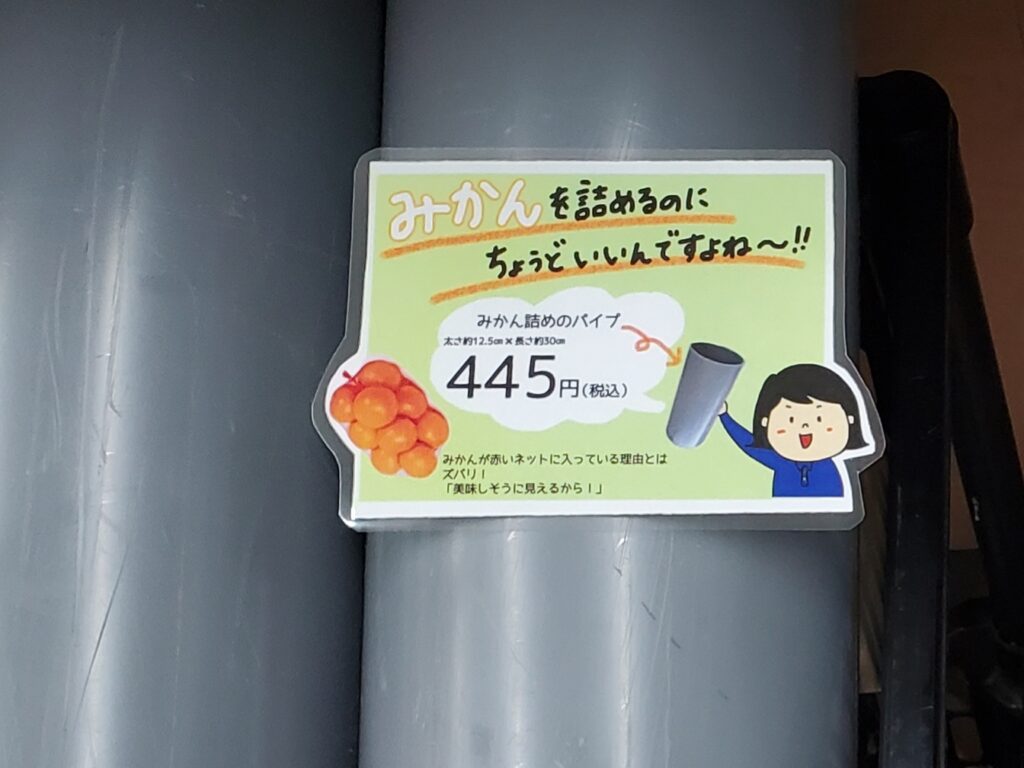 みかんを詰めるのに
ちょうどいいんですよね～!!
みかん詰めのパイプ
太さ約12.5㎝×長さ約30㎝
445円(税込)
みかんが赤いネットに入っている理由とは
ズバリ！
「美味しそうに見えるから！」